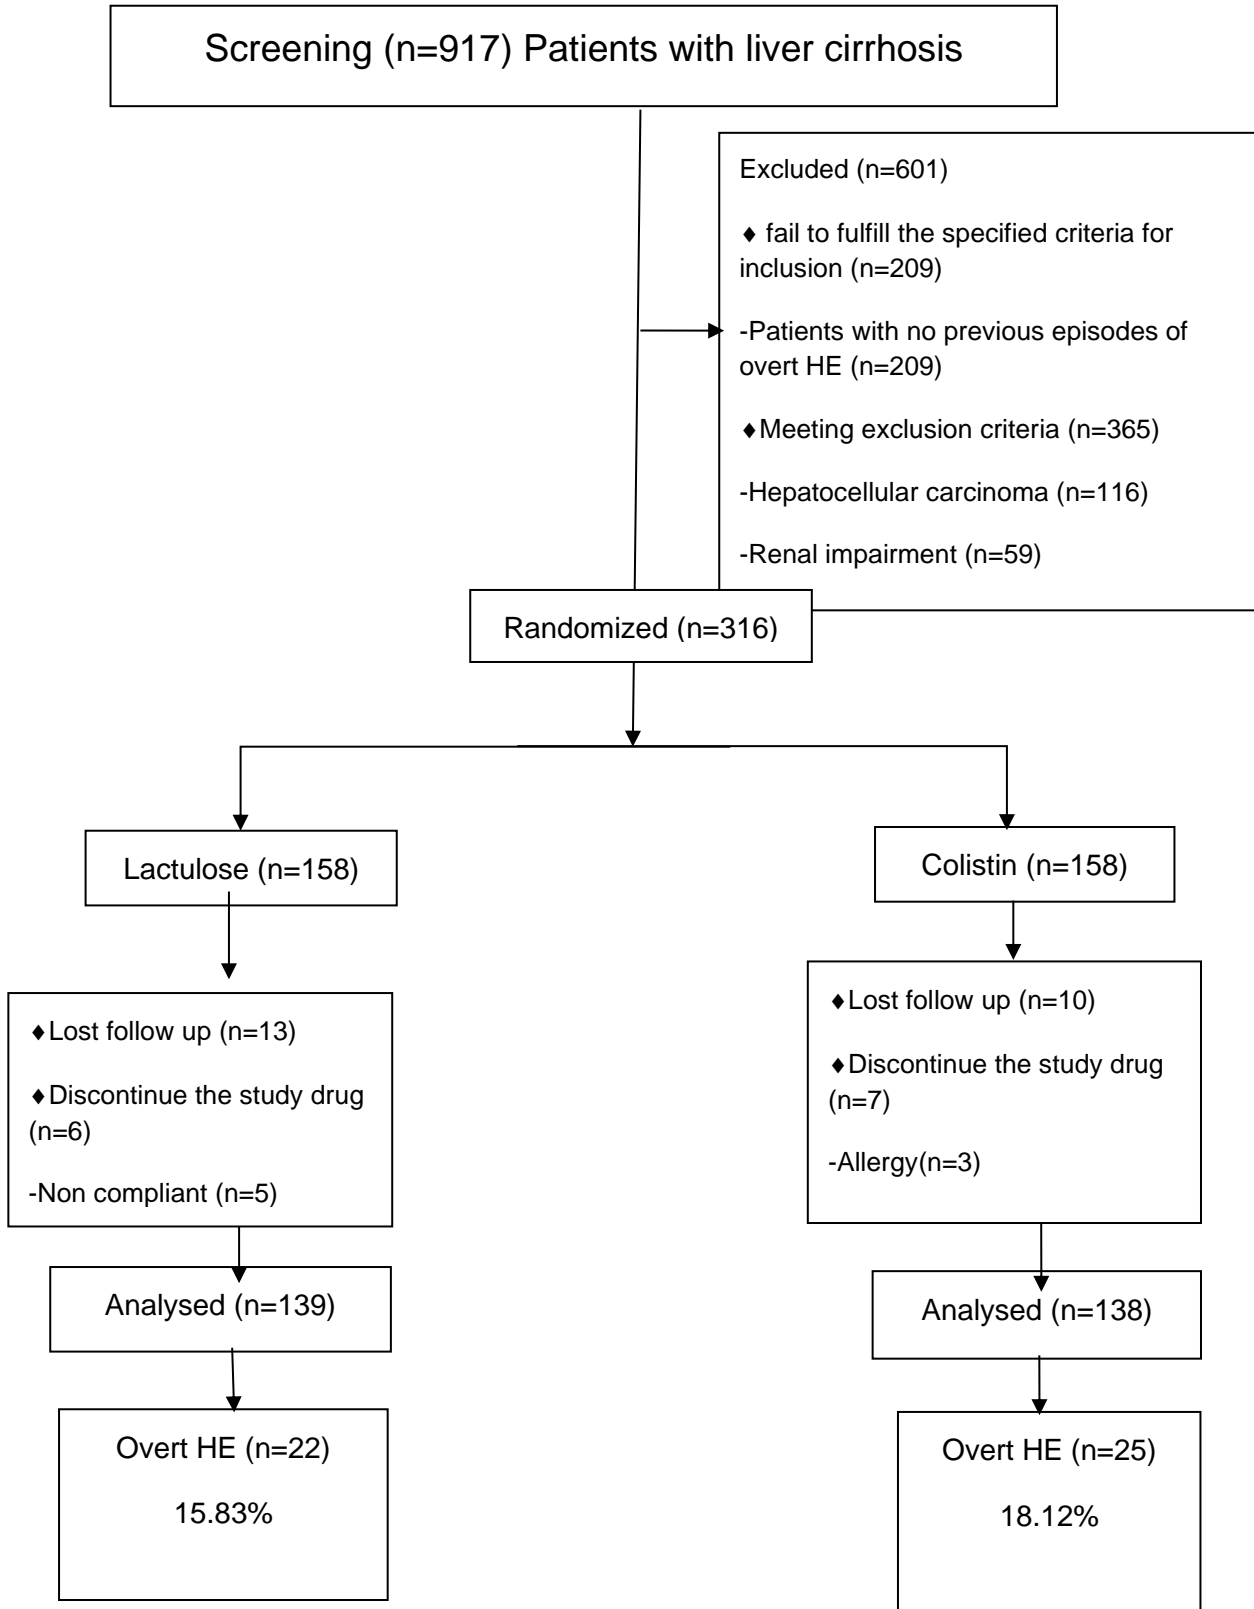 Screening (n=917) Patients with liver cirrhosis
Excluded (n=601)
♦ fail to fulfill the specified criteria for
inclusion (n=209)
-Patients with no previous episodes of
overt HE (n=209)
♦Meeting exclusion criteria (n=365)
-Hepatocellular carcinoma (n=116)
-Renal impairment (n=59)
Randomized (n=316)
Lactulose (n=158)
Colistin (n=158)
♦Lost follow up (n=13)
♦Discontinue the study drug
(n=6)
-Non compliant (n=5)
♦Lost follow up (n=10)
♦Discontinue the study drug
(n=7)
-Allergy(n=3)
Analysed (n=139)
Analysed (n=138)
Overt HE (n=22)
15.83%
Overt HE (n=25)
18.12%